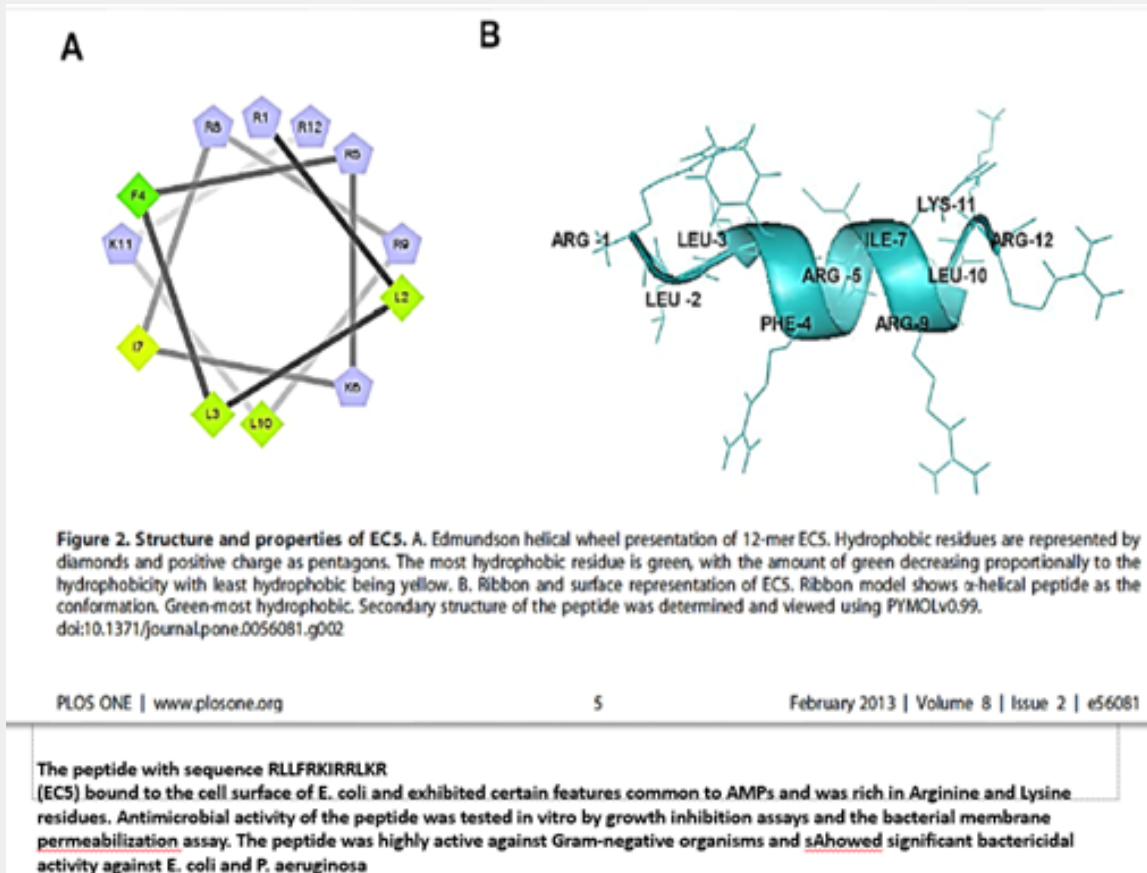 A
B
R8
R1
R12
R5
F4
K11
R9
L2
I7
K6
L3
L10
LYS-11
ARG -1
LEU-3
ILE-7
ARG-12
ARG -5
LEU-10
LEU -2
PHE-4
ARG-9
Figure 2. Structure and properties of EC5. A. Edmundson helical wheel presentation of 12-mer EC5. Hydrophobic residues are represented by
diamonds and positive charge as pentagons. The most hydrophobic residue is green, with the amount of green decreasing proportionally to the
hydrophobicity with least hydrophobic being yellow. B. Ribbon and surface representation of EC5. Ribbon model shows α-helical peptide as the
conformation. Green-most hydrophobic. Secondary structure of the peptide was determined and viewed using PYMOLv0.99.
doi:10.1371/journal.pone.0056081.g002
PLOS ONE | www.plosone.org 5 February 2013 | Volume 8 | Issue 2 | e56081
The peptide with sequence RLLFRKIRRLKR
(EC5) bound to the cell surface of E. coli and exhibited certain features common to AMPs and was rich in Arginine and Lysine
residues. Antimicrobial activity of the peptide was tested in vitro by growth inhibition assays and the bacterial membrane
permeabilization assay. The peptide was highly active against Gram-negative organisms and sAhowed significant bactericidal
activity against E. coli and P. aeruginosa